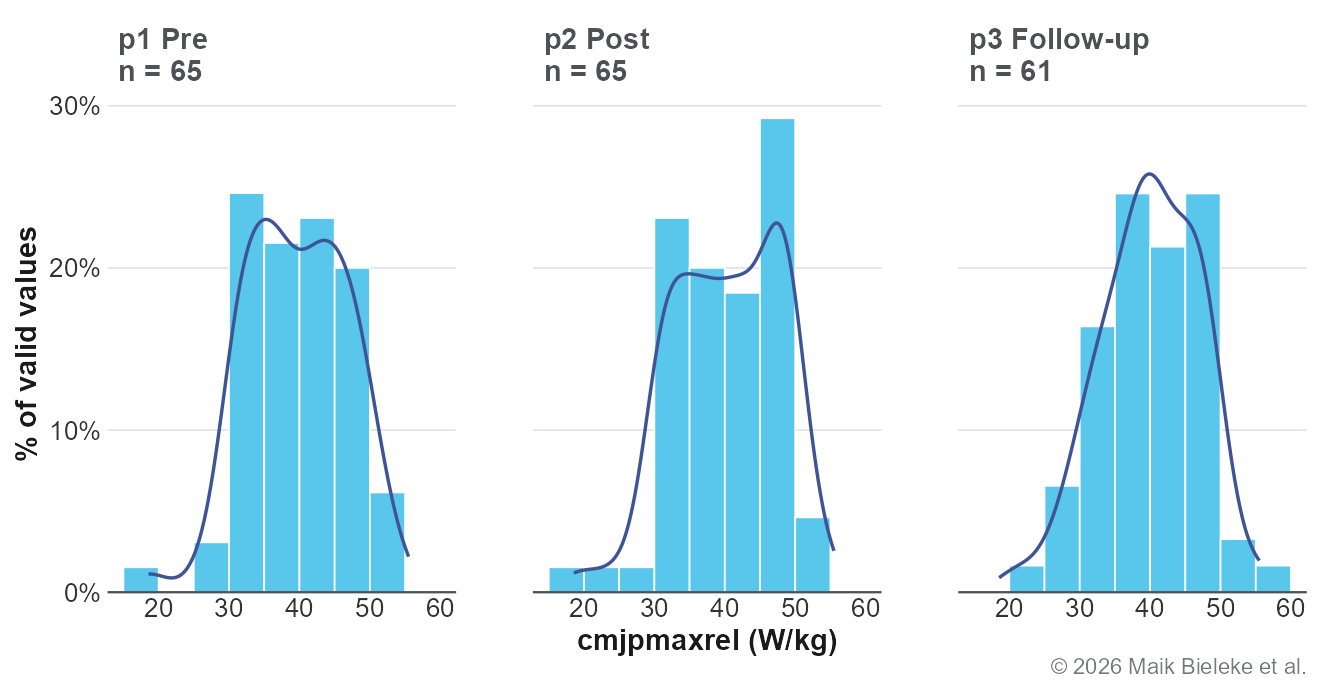 p1 Pre
n = 65
p2 Post
n = 65
p3 Follow-up
n = 61
% of valid values
30%
20%
10%
0%
20 30 40 50 60
20 30 40 50 60
20 30 40 50 60
cmjpmaxrel (W/kg)
© 2026 Maik Bieleke et al.